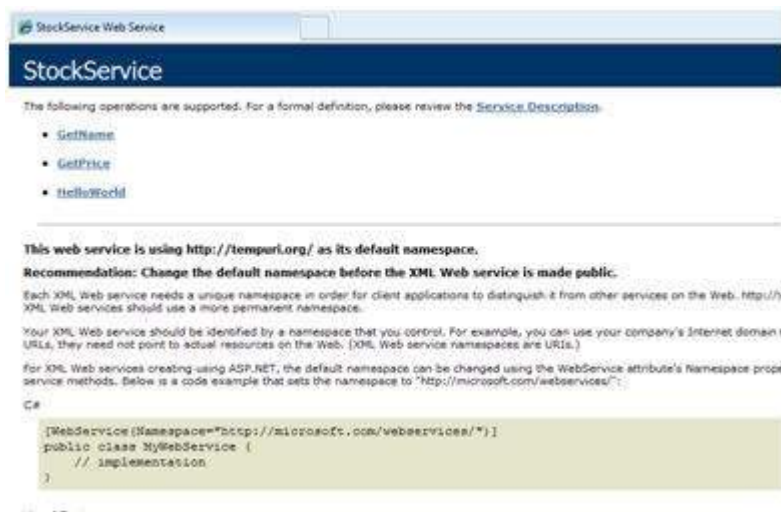 StockService Web Service
StockService
The following operations are supported. For a formal definition, please review the Service Description.
• GetName
• GetPrice
• HelloWorld
This web service is using http://tempuri.org/ as its default namespace.
Recommendation: Change the default namespace before the XML Web service is made public.
Each XML Web service needs a unique namespace in order for client applications to distinguish it from other services on the Web. http://
XML Web services should use a more permanent namespace.
Your XML Web service should be identified by a namespace that you control. For example, you can use your company's Internet domain
URLs, they need not point to actual resources on the Web. (XML Web service namespaces are URIs.)
For XML Web services creating using ASP.NET, the default namespace can be changed using the WebService attribute's Namespace prope
service methods. Below is a code example that sets the namespace to "http://microsoft.com/webservices/":
C#
[WebService(Namespace="http://microsoft.com/webservices/")]
public class MyWebService {
// implementation
}